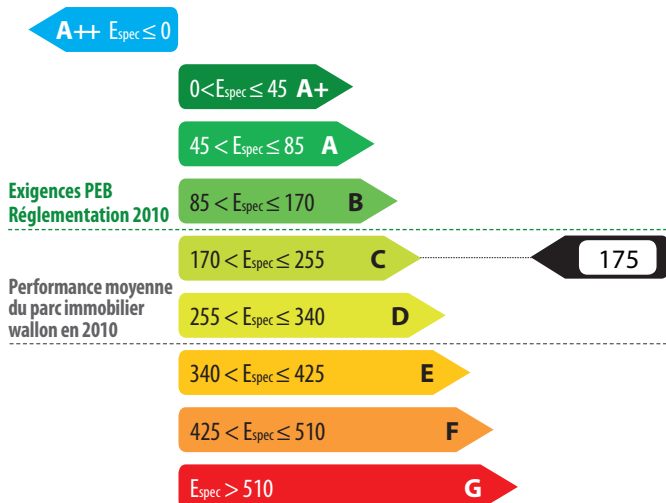 A++ Espec ≤ 0
0 < Espec ≤ 45 A+
45 < Espec ≤ 85 A
Exigences PEB
Réglementation 2010
85 < Espec ≤ 170 B
170 < Espec ≤ 255 C
175
Performance moyenne
du parc immobilier
wallon en 2010
255 < Espec ≤ 340 D
340 < Espec ≤ 425 E
425 < Espec ≤ 510 F
Espec > 510 G